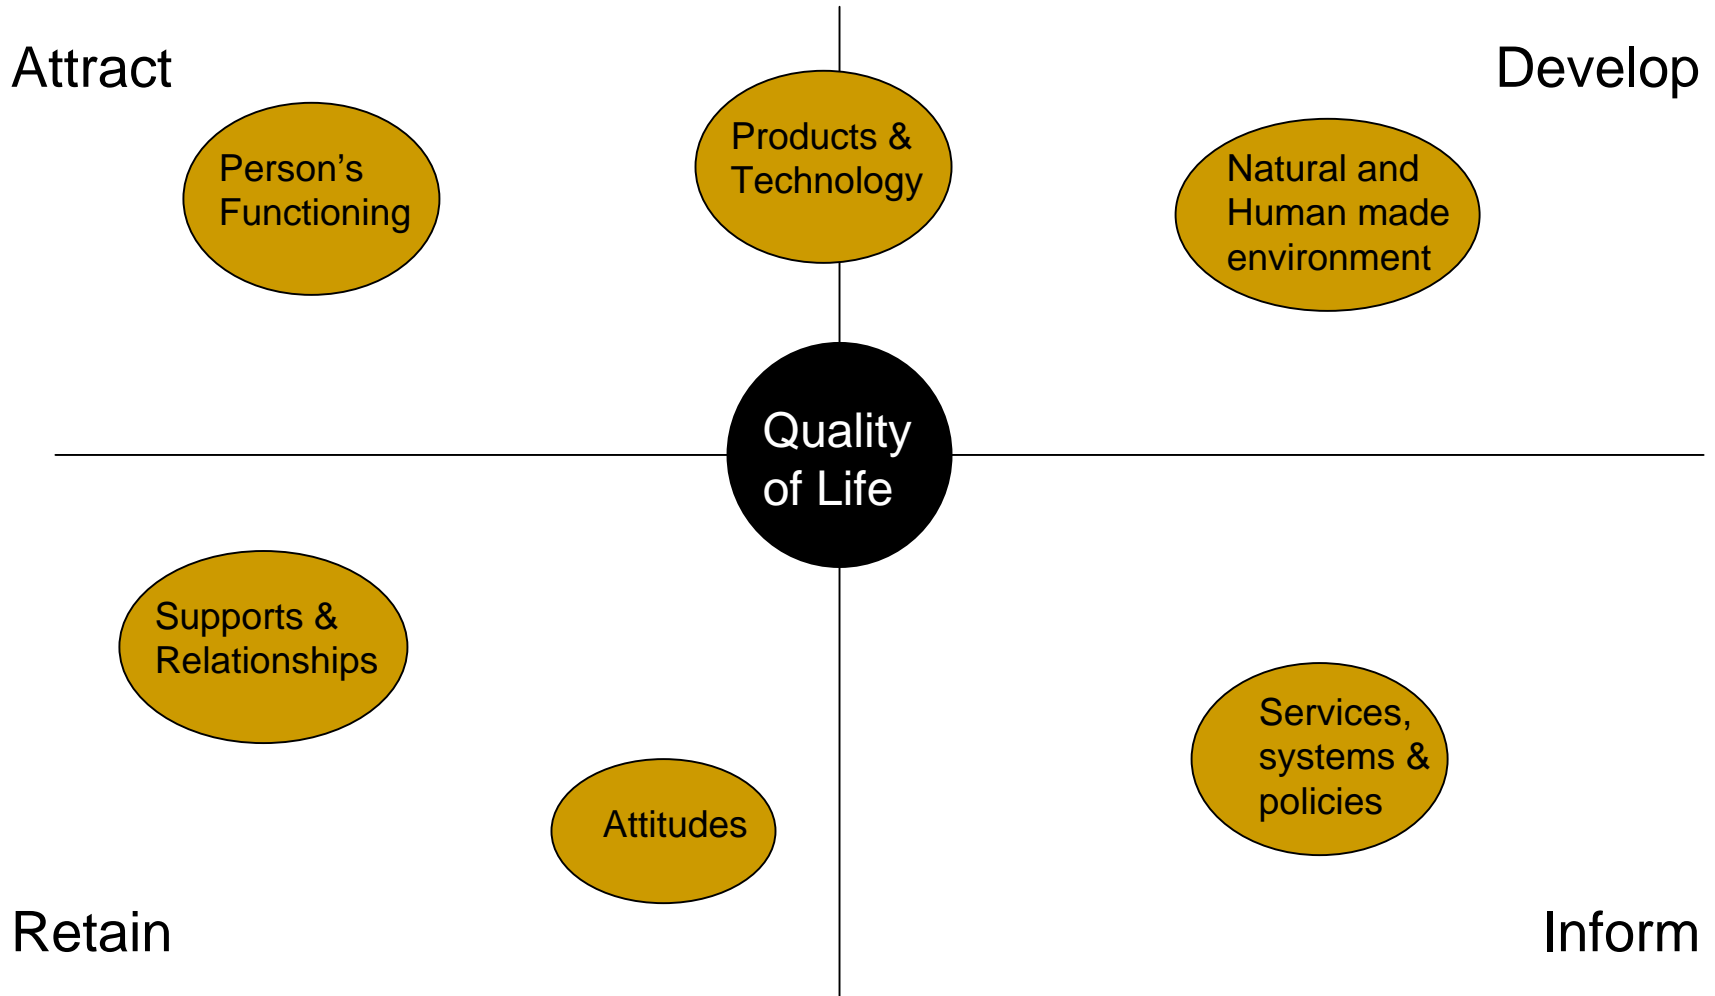 Attract
Develop
Person’s
Functioning
Products &
Technology
Natural and
Human made
environment
Quality
of Life
Supports &
Relationships
Attitudes
Services,
systems &
policies
Retain
Inform